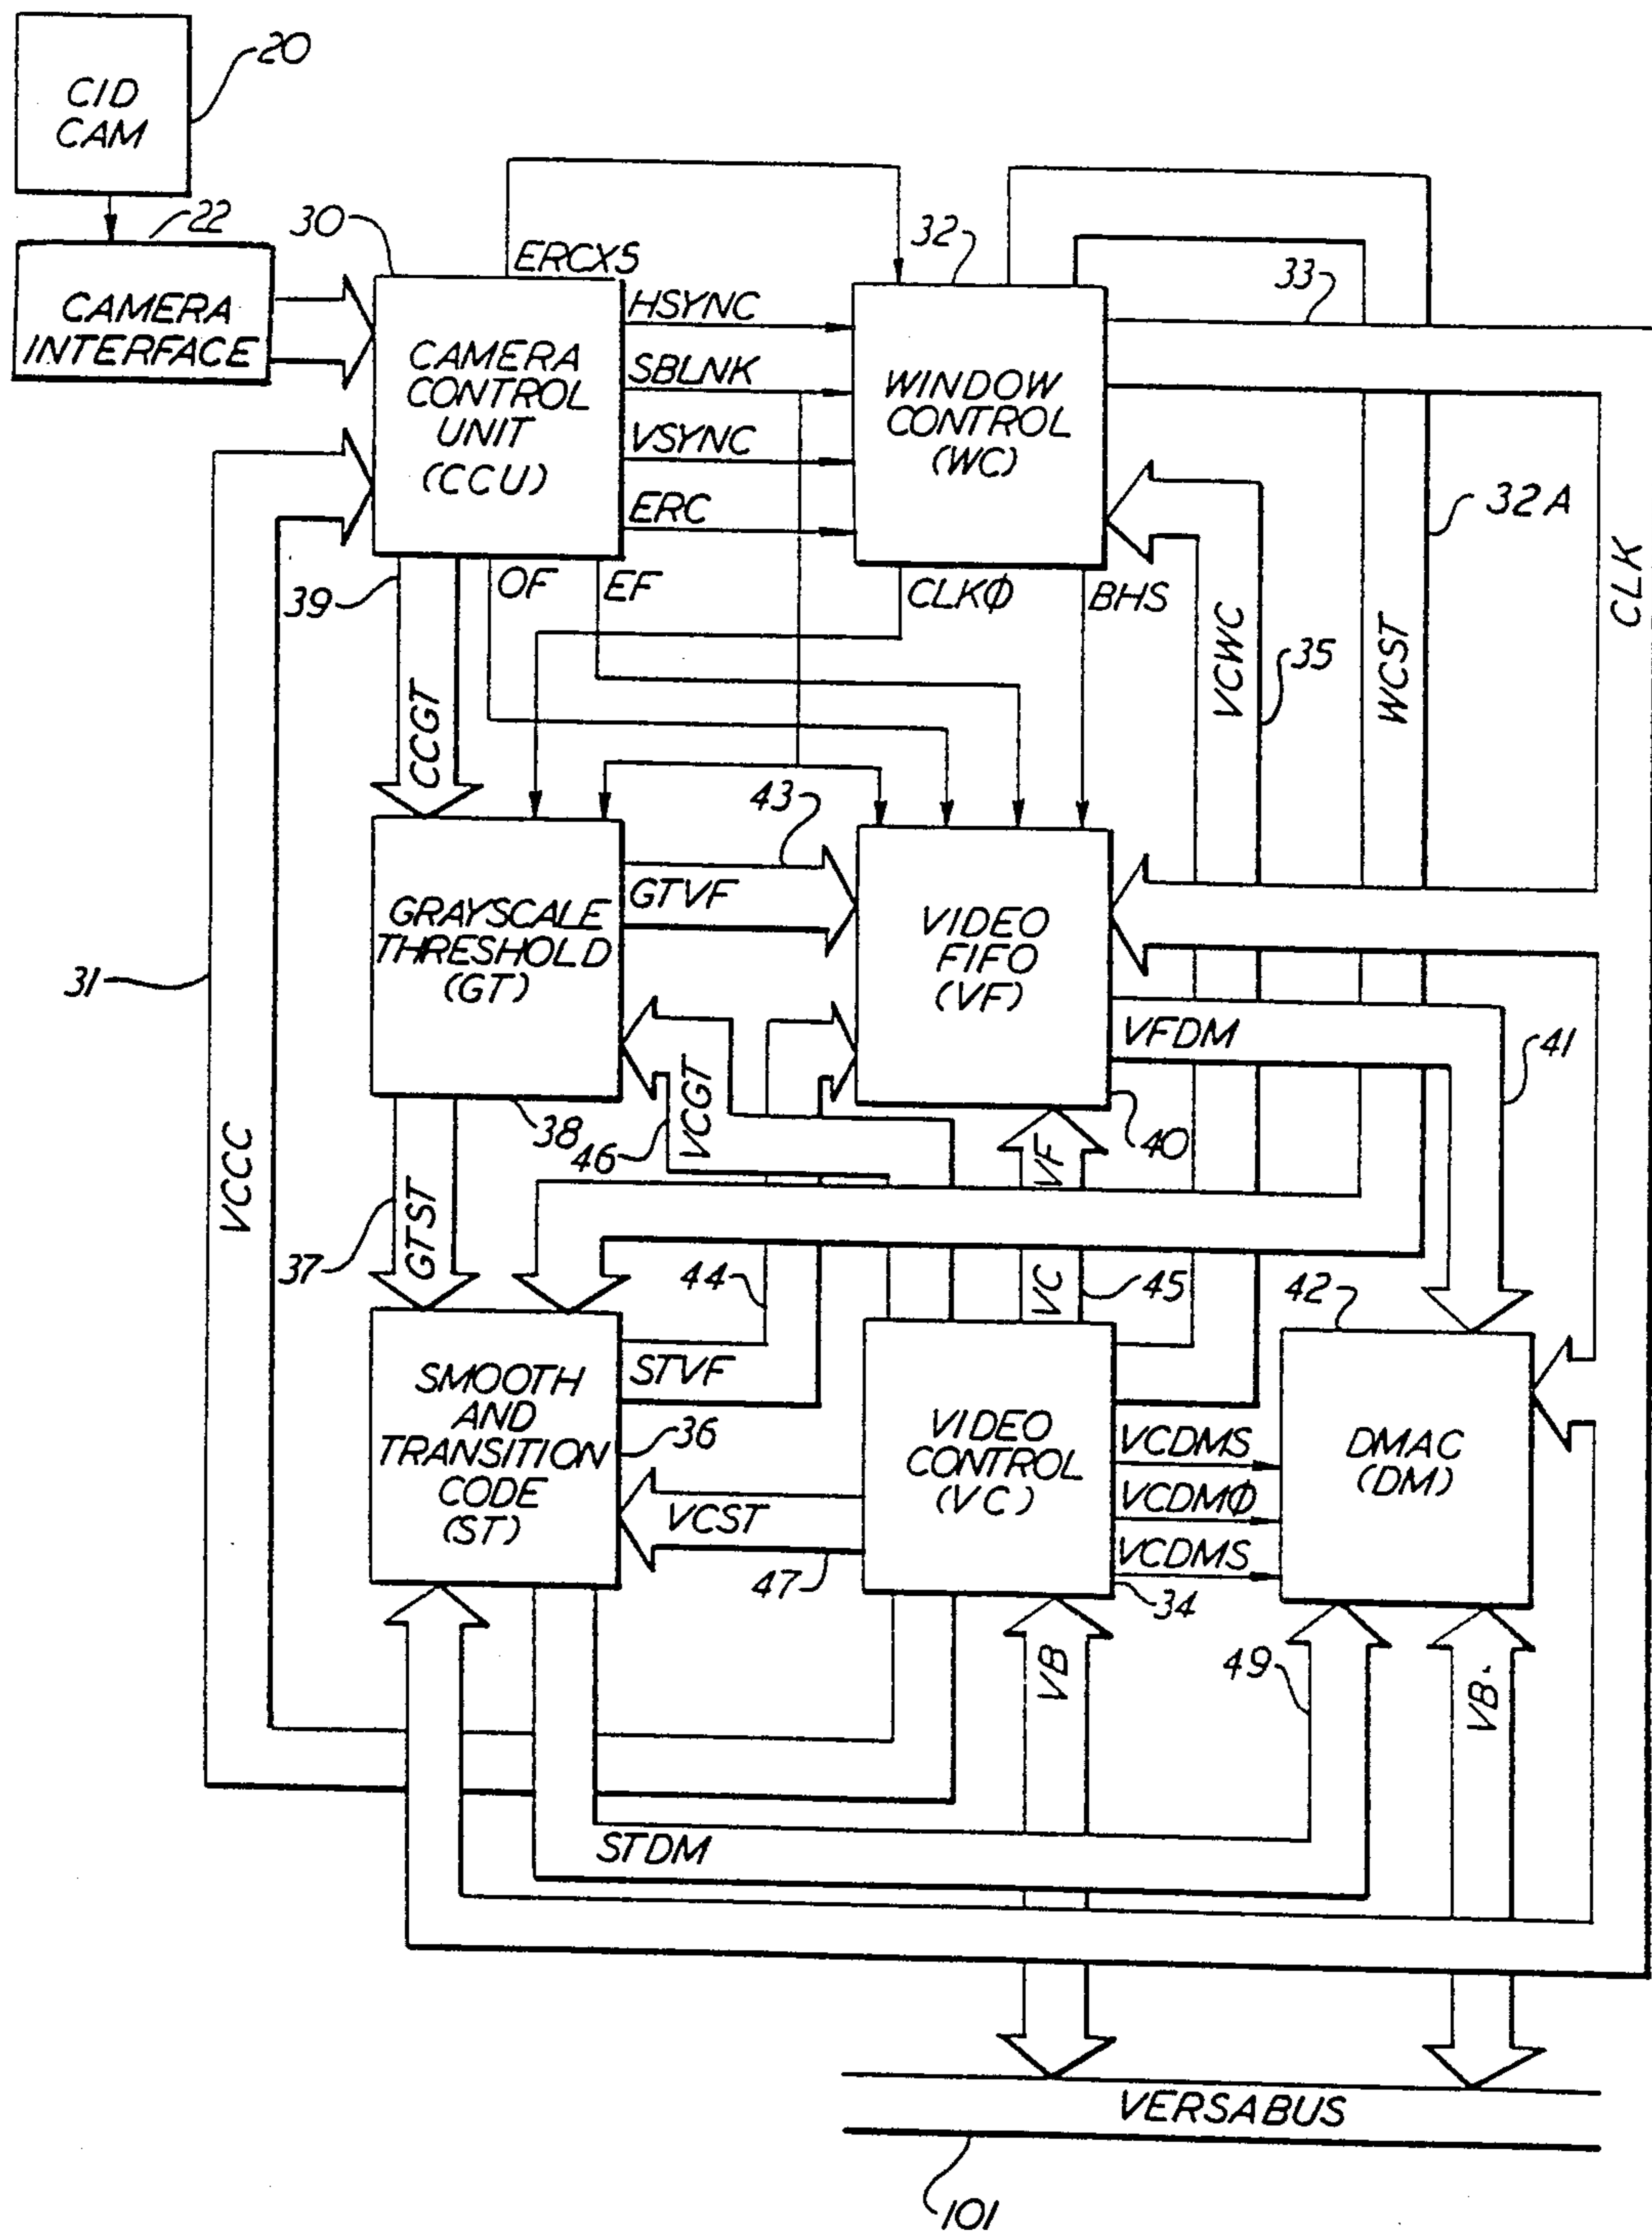 CID
CAM
20
22
CAMERA
INTERFACE
30
ERCXS
32
33
HSYNC
SBLNK
VSYNC
ERC
CAMERA
CONTROL
UNIT
(CCU)
WINDOW
CONTROL
(WC)
32A
CLK
39
OF
EF
CLKϕ
BHS
35
VCWC
WCST
CCGT
43
GTVF
GRAYSCALE
THRESHOLD
(GT)
VIDEO
FIFO
(VF)
31
VFDM
41
VCGT
38
46
VF
40
VCCC
37
GTST
44
VC
45
42
STVF
SMOOTH
AND
TRANSITION
CODE
(ST)
36
VIDEO
CONTROL
(VC)
VCDMS
VCDMϕ
VCDMS
DMAC
(DM)
VCST
47
34
VB
49
VB
STDM
VERSABUS
101